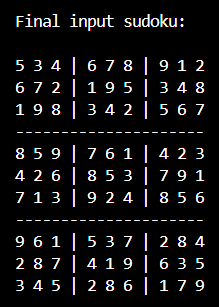 Final input sudoku:
5 3 4 | 6 7 8 | 9 1 2
6 7 2 | 1 9 5 | 3 4 8
1 9 8 | 3 4 2 | 5 6 7
---------------------
8 5 9 | 7 6 1 | 4 2 3
4 2 6 | 8 5 3 | 7 9 1
7 1 3 | 9 2 4 | 8 5 6
---------------------
9 6 1 | 5 3 7 | 2 8 4
2 8 7 | 4 1 9 | 6 3 5
3 4 5 | 2 8 6 | 1 7 9